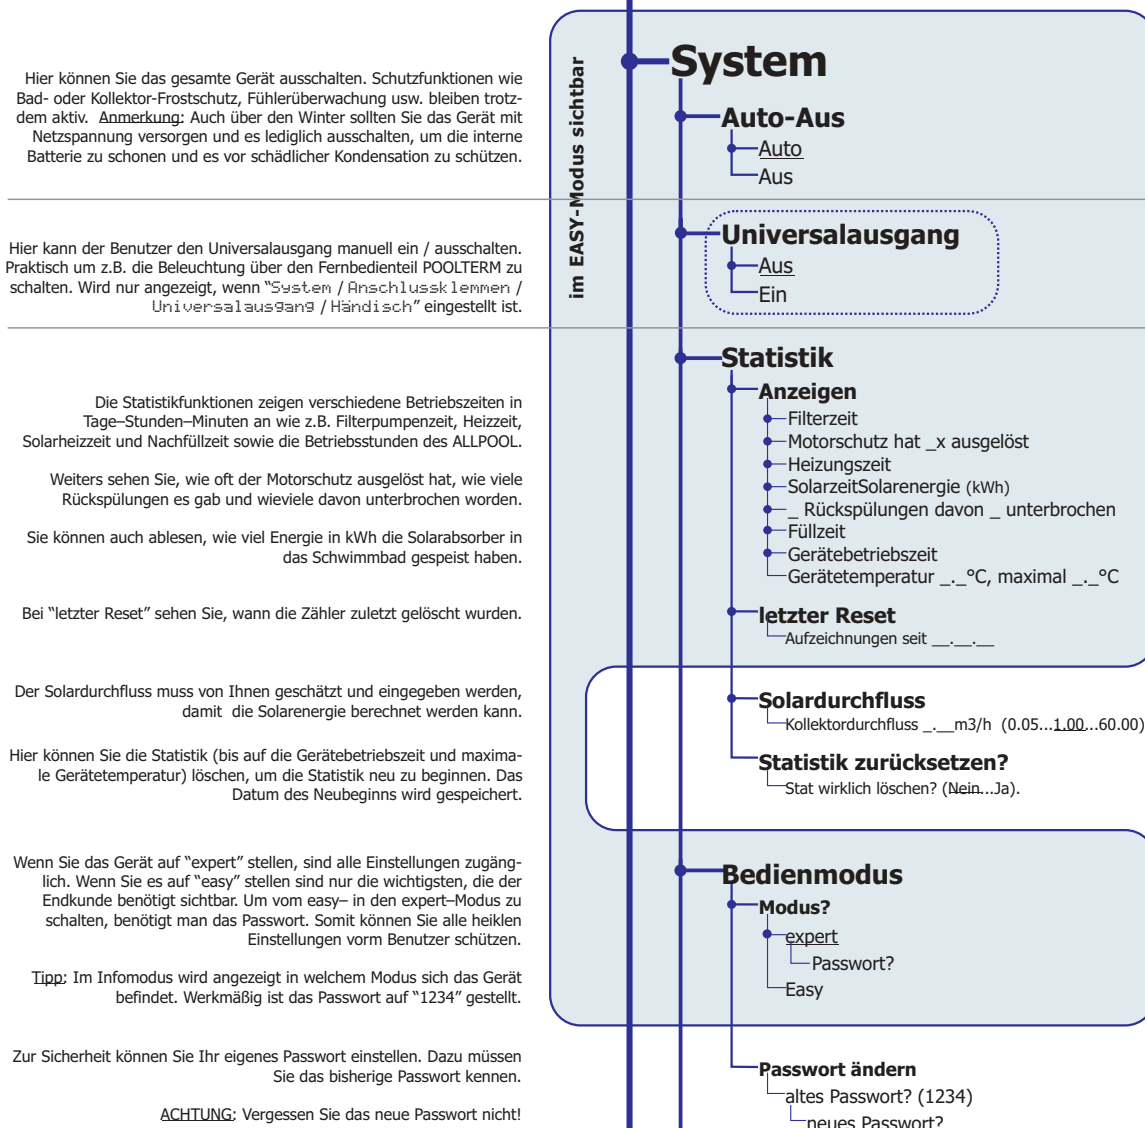 im EASY-Modus sichtbar
System
Hier können Sie das gesamte Gerät ausschalten. Schutzfunktionen wie
Bad- oder Kollektor-Frostschutz, Fühlerüberwachung usw. bleiben trotz-
dem aktiv. Anmerkung: Auch über den Winter sollten Sie das Gerät mit
Netzspannung versorgen und es lediglich ausschalten, um die interne
Batterie zu schonen und es vor schädlicher Kondensation zu schützen.
Auto-Aus
Auto
Aus
Hier kann der Benutzer den Universalausgang manuell ein / ausschalten.
Praktisch um z.B. die Beleuchtung über den Fernbedienteil POOLTERM zu
schalten. Wird nur angezeigt, wenn “System / Anschlussklemmen /
Universalausgang / Händisch” eingestellt ist.
Universalausgang
Aus
Ein
Statistik
Die Statistikfunktionen zeigen verschiedene Betriebszeiten in
Tage–Stunden–Minuten an wie z.B. Filterpumpenzeit, Heizzeit,
Solarheizzeit und Nachfüllzeit sowie die Betriebsstunden des ALLPOOL.
Weiters sehen Sie, wie oft der Motorschutz ausgelöst hat, wie viele
Rückspülungen es gab und wieviele davon unterbrochen worden.
Sie können auch ablesen, wie viel Energie in kWh die Solarabsorber in
das Schwimmbad gespeist haben.
Anzeigen
Filterzeit
Motorschutz hat _x ausgelöst
Heizungszeit
SolarzeitSolarenergie (kWh)
_ Rückspülungen davon _ unterbrochen
Füllzeit
Gerätebetriebszeit
Gerätetemperatur _._°C, maximal _._°C
Bei “letzter Reset” sehen Sie, wann die Zähler zuletzt gelöscht wurden.
letzter Reset
Aufzeichnungen seit __.__.__
Der Solardurchfluss muss von Ihnen geschätzt und eingegeben werden,
damit die Solarenergie berechnet werden kann.
Solardurchfluss
Kollektordurchfluss _.__m3/h (0.05...1.00...60.00)
Hier können Sie die Statistik (bis auf die Gerätebetriebszeit und maxima-
le Gerätetemperatur) löschen, um die Statistik neu zu beginnen. Das
Datum des Neubeginns wird gespeichert.
Statistik zurücksetzen?
Stat wirklich löschen? (Nein...Ja).
Wenn Sie das Gerät auf “expert” stellen, sind alle Einstellungen zugäng-
lich. Wenn Sie es auf “easy” stellen sind nur die wichtigsten, die der
Endkunde benötigt sichtbar. Um vom easy– in den expert–Modus zu
schalten, benötigt man das Passwort. Somit können Sie alle heiklen
Einstellungen vorm Benutzer schützen.
Tipp: Im Infomodus wird angezeigt in welchem Modus sich das Gerät
befindet. Werkmäßig ist das Passwort auf “1234” gestellt.
Bedienmodus
Modus?
expert
Passwort?
Easy
Zur Sicherheit können Sie Ihr eigenes Passwort einstellen. Dazu müssen
Sie das bisherige Passwort kennen.
ACHTUNG: Vergessen Sie das neue Passwort nicht!
Passwort ändern
altes Passwort? (1234)
neues Passwort?